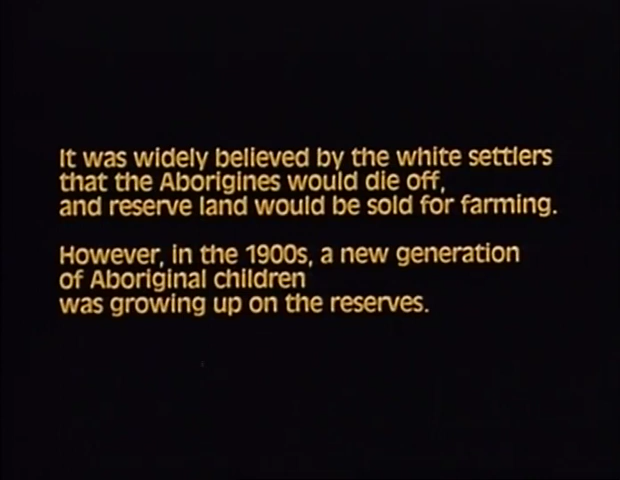 It was widely believed by the white settlers
that the Aborigines would die off,
and reserve land would be sold for farming.
However, in the 1900s, a new generation
of Aboriginal children
was growing up on the reserves.